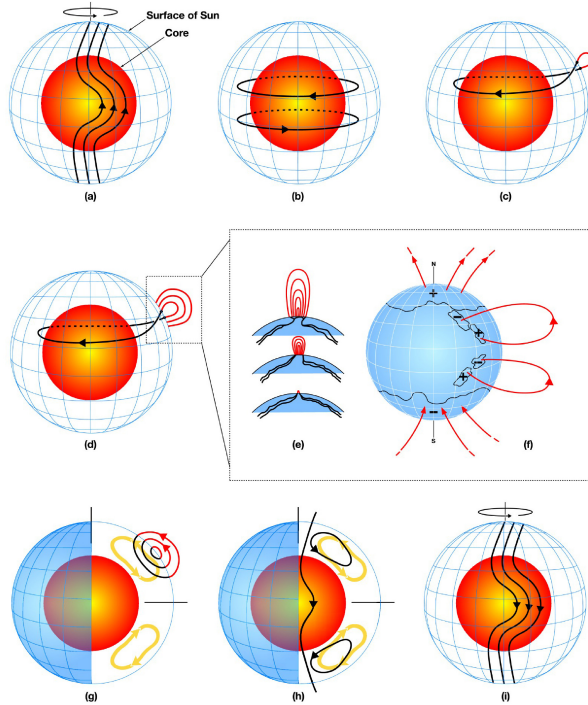 Surface of Sun
Core
(a)
(b)
(c)
(d)
(e)
N
+
-
+
-
+
--
S
(f)
(g)
(h)
(i)